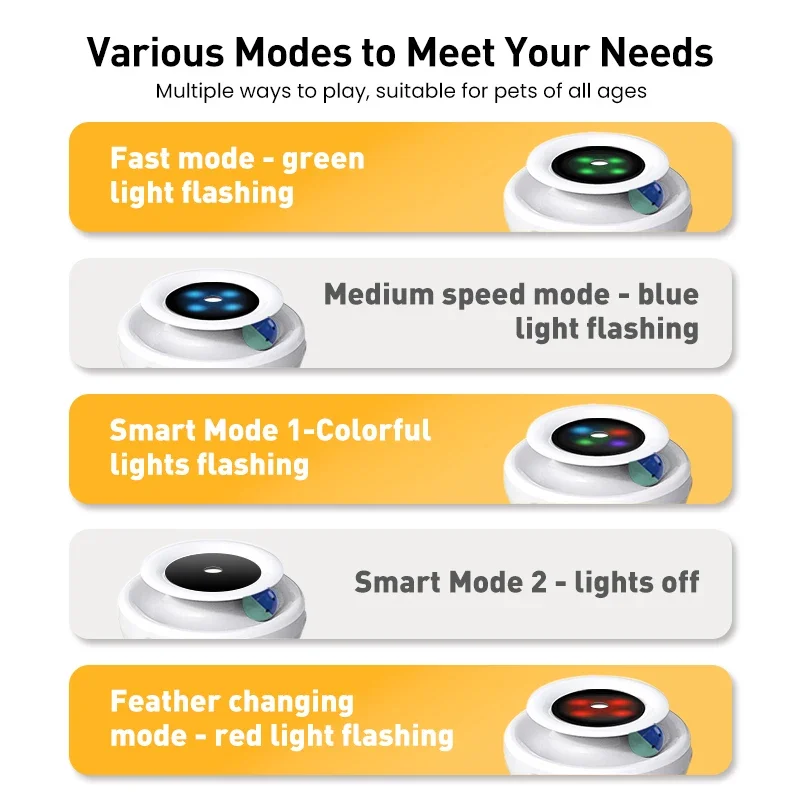 Various Modes to Meet Your Needs
Multiple ways to play, suitable for pets of all ages
Fast mode - green
light flashing
Medium speed mode - blue
light flashing
Smart Mode 1-Colorful
lights flashing
Smart Mode 2 - lights off
Feather changing
mode - red light flashing